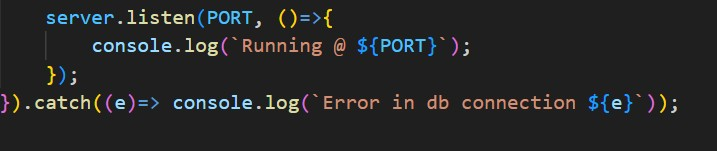 server.listen(PORT, ()=>{
console.log(`Running @ ${PORT}`);
});
}).catch((e)=> console.log(`Error in db connection ${e}`));